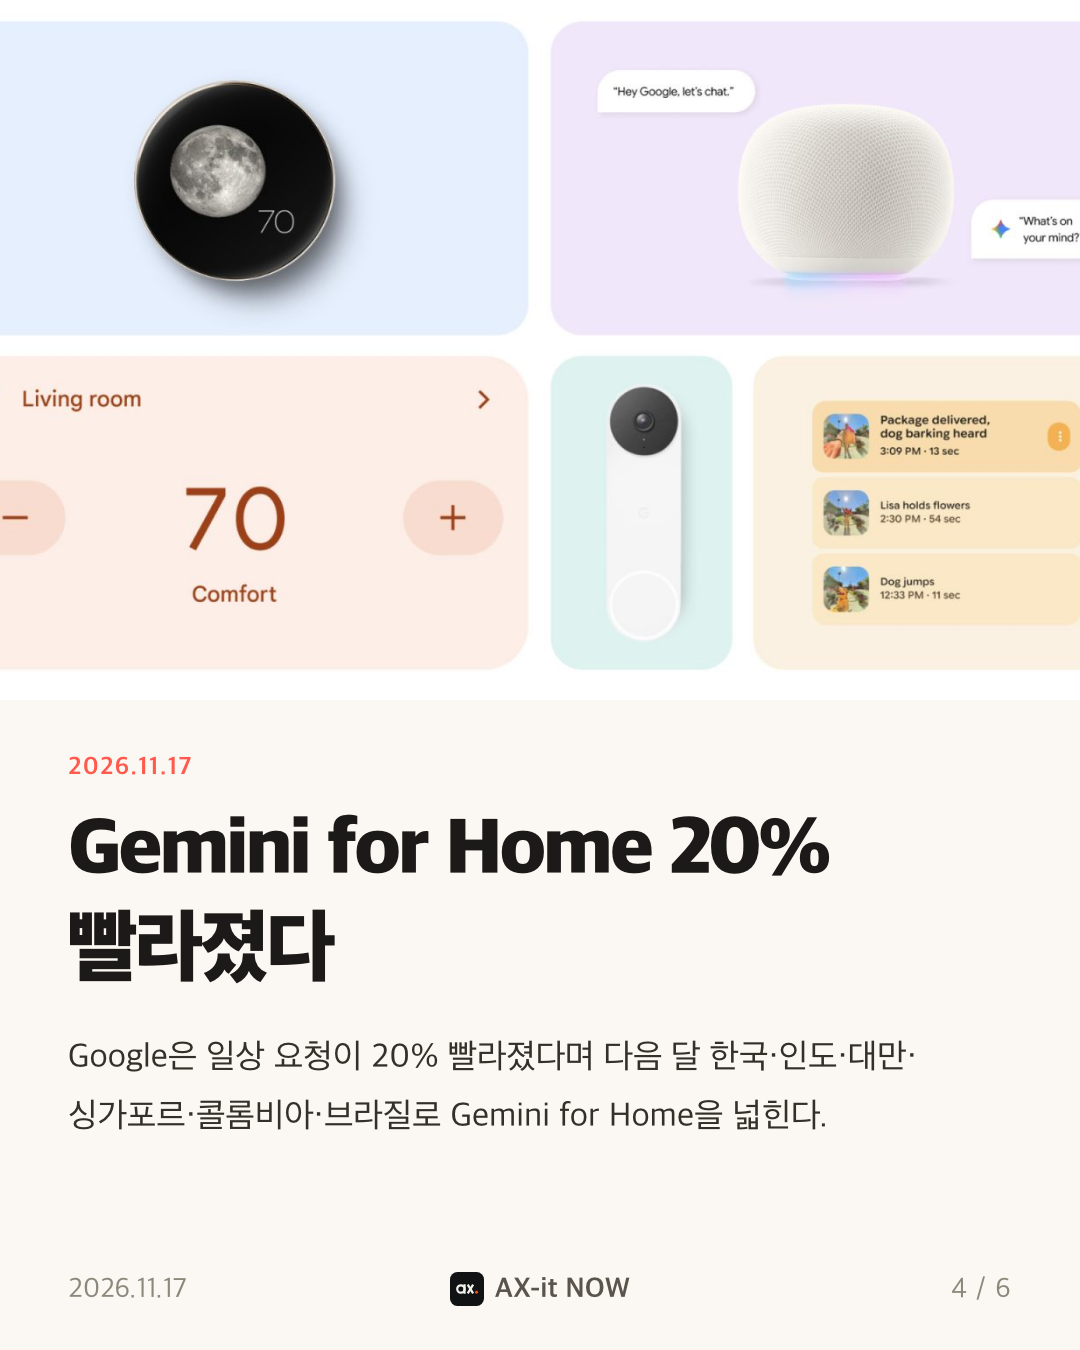 70
"Hey Google, let's chat."
"What's on
your mind?
Living room
70
Comfort
Package delivered,
dog barking heard
3:09 PM · 13 sec
Lisa holds flowers
2:30 PM · 54 sec
Dog jumps
12:33 PM · 11 sec
2026.11.17
Gemini for Home 20%
빨라졌다
Google은 일상 요청이 20% 빨라졌다며 다음 달 한국·인도·대만·
싱가포르·콜롬비아·브라질로 Gemini for Home을 넓힌다.
2026.11.17
ax. AX-it NOW
4 / 6